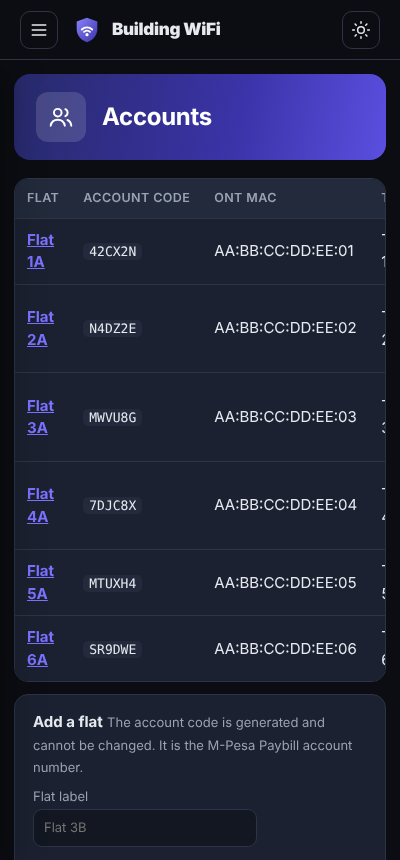 Building WiFi
Accounts
FLAT ACCOUNT CODE ONT MAC
Flat 1A 42CX2N AA:BB:CC:DD:EE:01
Flat 2A N4DZ2E AA:BB:CC:DD:EE:02
Flat 3A MWVU8G AA:BB:CC:DD:EE:03
Flat 4A 7DJC8X AA:BB:CC:DD:EE:04
Flat 5A MTUXH4 AA:BB:CC:DD:EE:05
Flat 6A SR9DWE AA:BB:CC:DD:EE:06
Add a flat The account code is generated and
cannot be changed. It is the M-Pesa Paybill account
number.
Flat label
Flat 3B